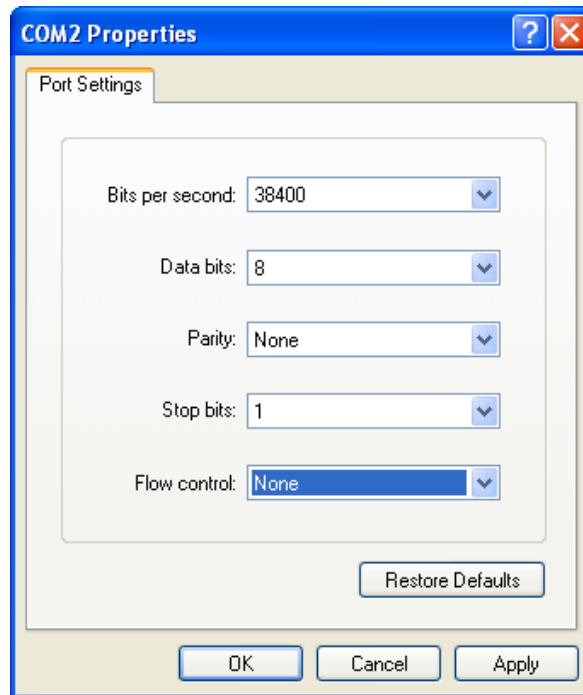 COM2 Properties
Port Settings
Bits per second: 38400
Data bits: 8
Parity: None
Stop bits: 1
Flow control: None
Restore Defaults
OK Cancel Apply